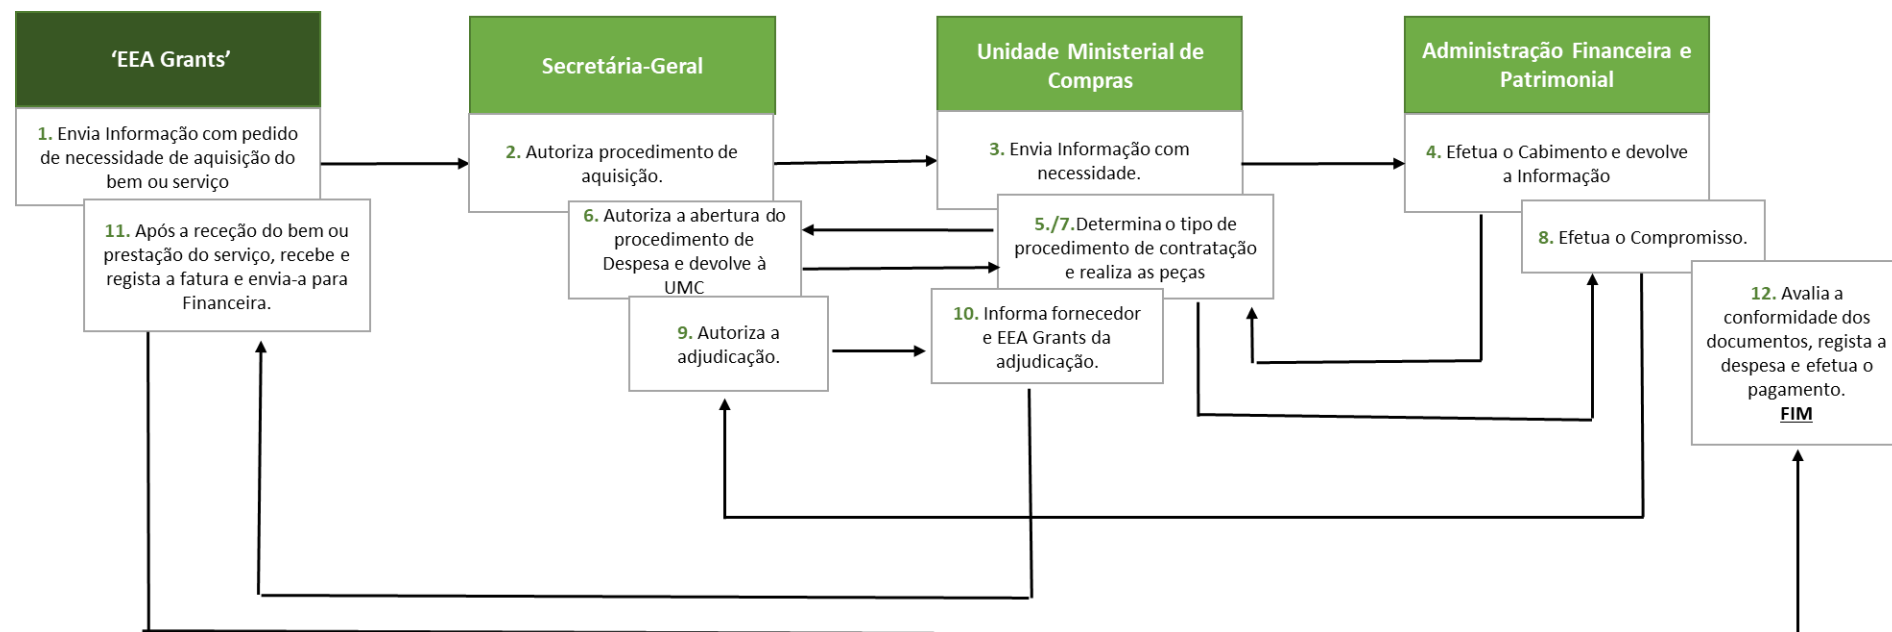 ‘EEA Grants’
1. Envia Informação com pedido
de necessidade de aquisição do
bem ou serviço
11. Após a receção do bem ou
prestação do serviço, recebe e
regista a fatura e envia-a para
Financeira.
Secretária-Geral
2. Autoriza procedimento de
aquisição.
6. Autoriza a abertura do
procedimento de
Despesa e devolve à
UMC
9. Autoriza a
adjudicação.
Unidade Ministerial de
Compras
3. Envia Informação com
necessidade.
5./7.Determina o tipo de
procedimento de contratação
e realiza as peças
10. Informa fornecedor
e EEA Grants da
adjudicação.
Administração Financeira e
Patrimonial
4. Efetua o Cabimento e devolve
a Informação
8. Efetua o Compromisso.
12. Avalia a
conformidade dos
documentos, regista a
despesa e efetua o
pagamento.
FIM